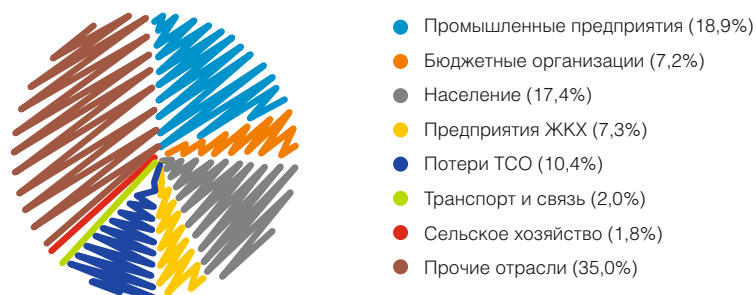 Промышленные предприятия (18,9%)
Бюджетные организации (7,2%)
Население (17,4%)
Предприятия ЖКХ (7,3%)
Потери ТСО (10,4%)
Транспорт и связь (2,0%)
Сельское хозяйство (1,8%)
Прочие отрасли (35,0%)